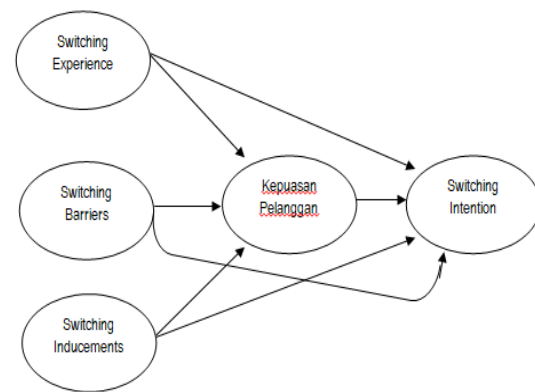 Switching
Experience
Switching
Barriers
Kepuasan
Pelanggan
Switching
Intention
Switching
Inducements